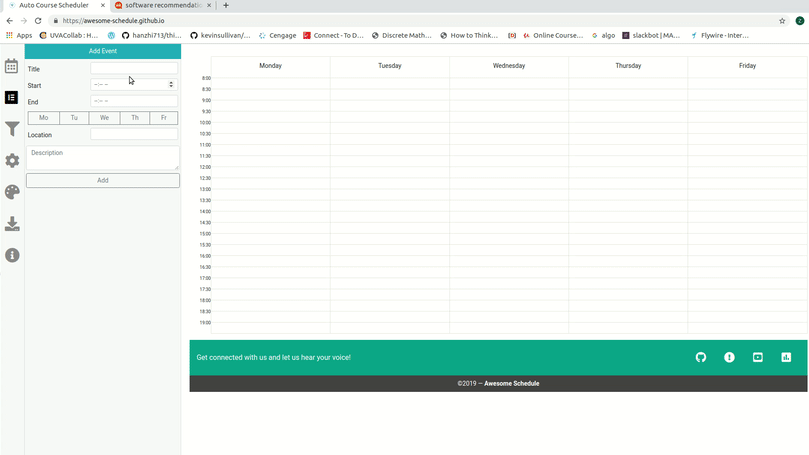 Auto Course Scheduler
software recommendatio
https://awesome-schedule.github.io
Apps
UVACollab : H...
hanzhi713/thi...
kevinsullivan/...
Cengage
Connect - To D...
Discrete Math...
How to Think...
Online Course...
algo
slackbot | MA...
Flywire - Inter...
Add Event
Title
Start
--:-- --
End
--:-- --
Mo Tu We Th Fr
Location
Description
Add
Monday Tuesday Wednesday Thursday Friday
8:00
8:30
9:00
9:30
10:00
10:30
11:00
11:30
12:00
12:30
13:00
13:30
14:00
14:30
15:00
15:30
16:00
16:30
17:00
17:30
18:00
18:30
19:00
Get connected with us and let us hear your voice!
©2019 — Awesome Schedule